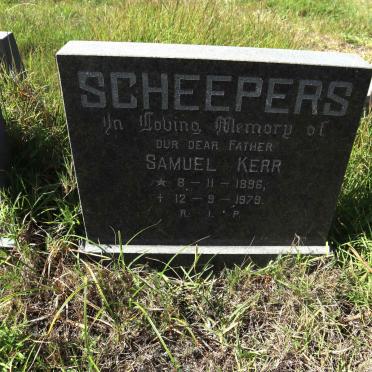 SCHEEPERS
In Loving Memory of
OUR DEAR FATHER
SAMUEL KERR
* 8 – 11 – 1896,
† 12 – 9 – 1979.
R. I. P.